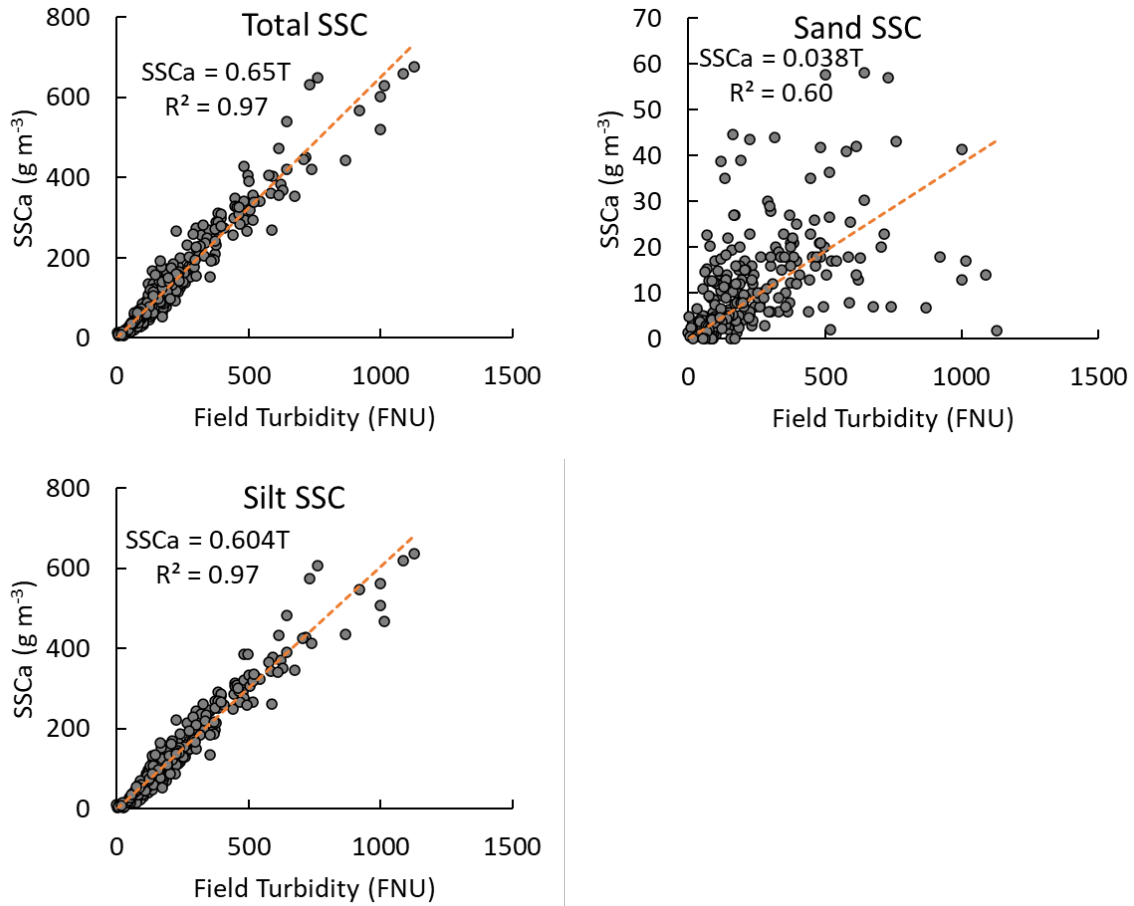 Total SSC
SSCa = 0.65T
R² = 0.97
800
600
400
200
0
SSCa (g m⁻³)
0 500 1000 1500
Field Turbidity (FNU)
Sand SSC
SSCa = 0.038T
R² = 0.60
70
60
50
40
30
20
10
0
SSCa (g m⁻³)
0 500 1000 1500
Field Turbidity (FNU)
Silt SSC
SSCa = 0.604T
R² = 0.97
800
600
400
200
0
SSCa (g m⁻³)
0 500 1000 1500
Field Turbidity (FNU)